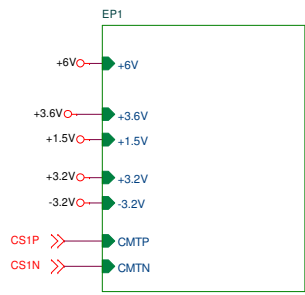 EP1
+6V +6V
+3.6V +3.6V
+1.5V +1.5V
+3.2V +3.2V
-3.2V -3.2V
CS1P CMTP
CS1N CMTN